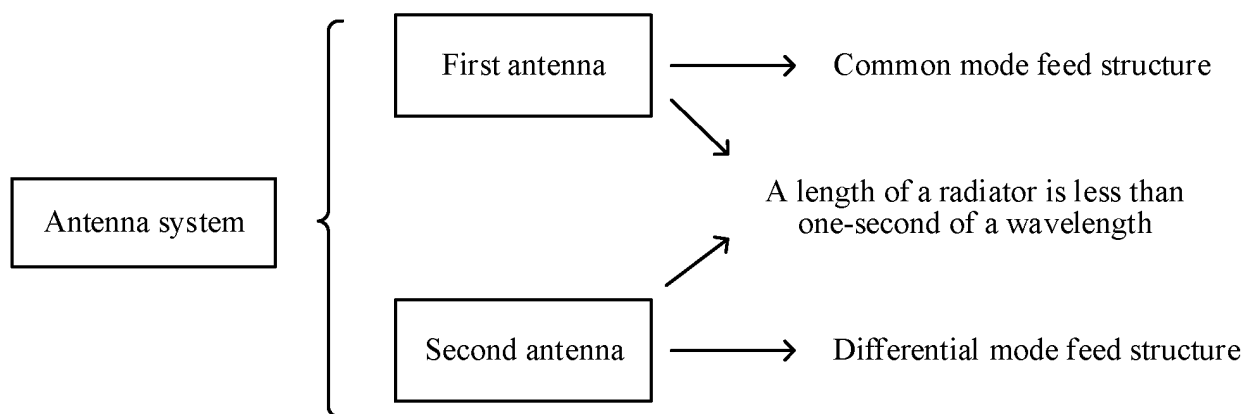 First antenna
Common mode feed structure
Antenna system
A length of a radiator is less than
one-second of a wavelength
Second antenna
Differential mode feed structure